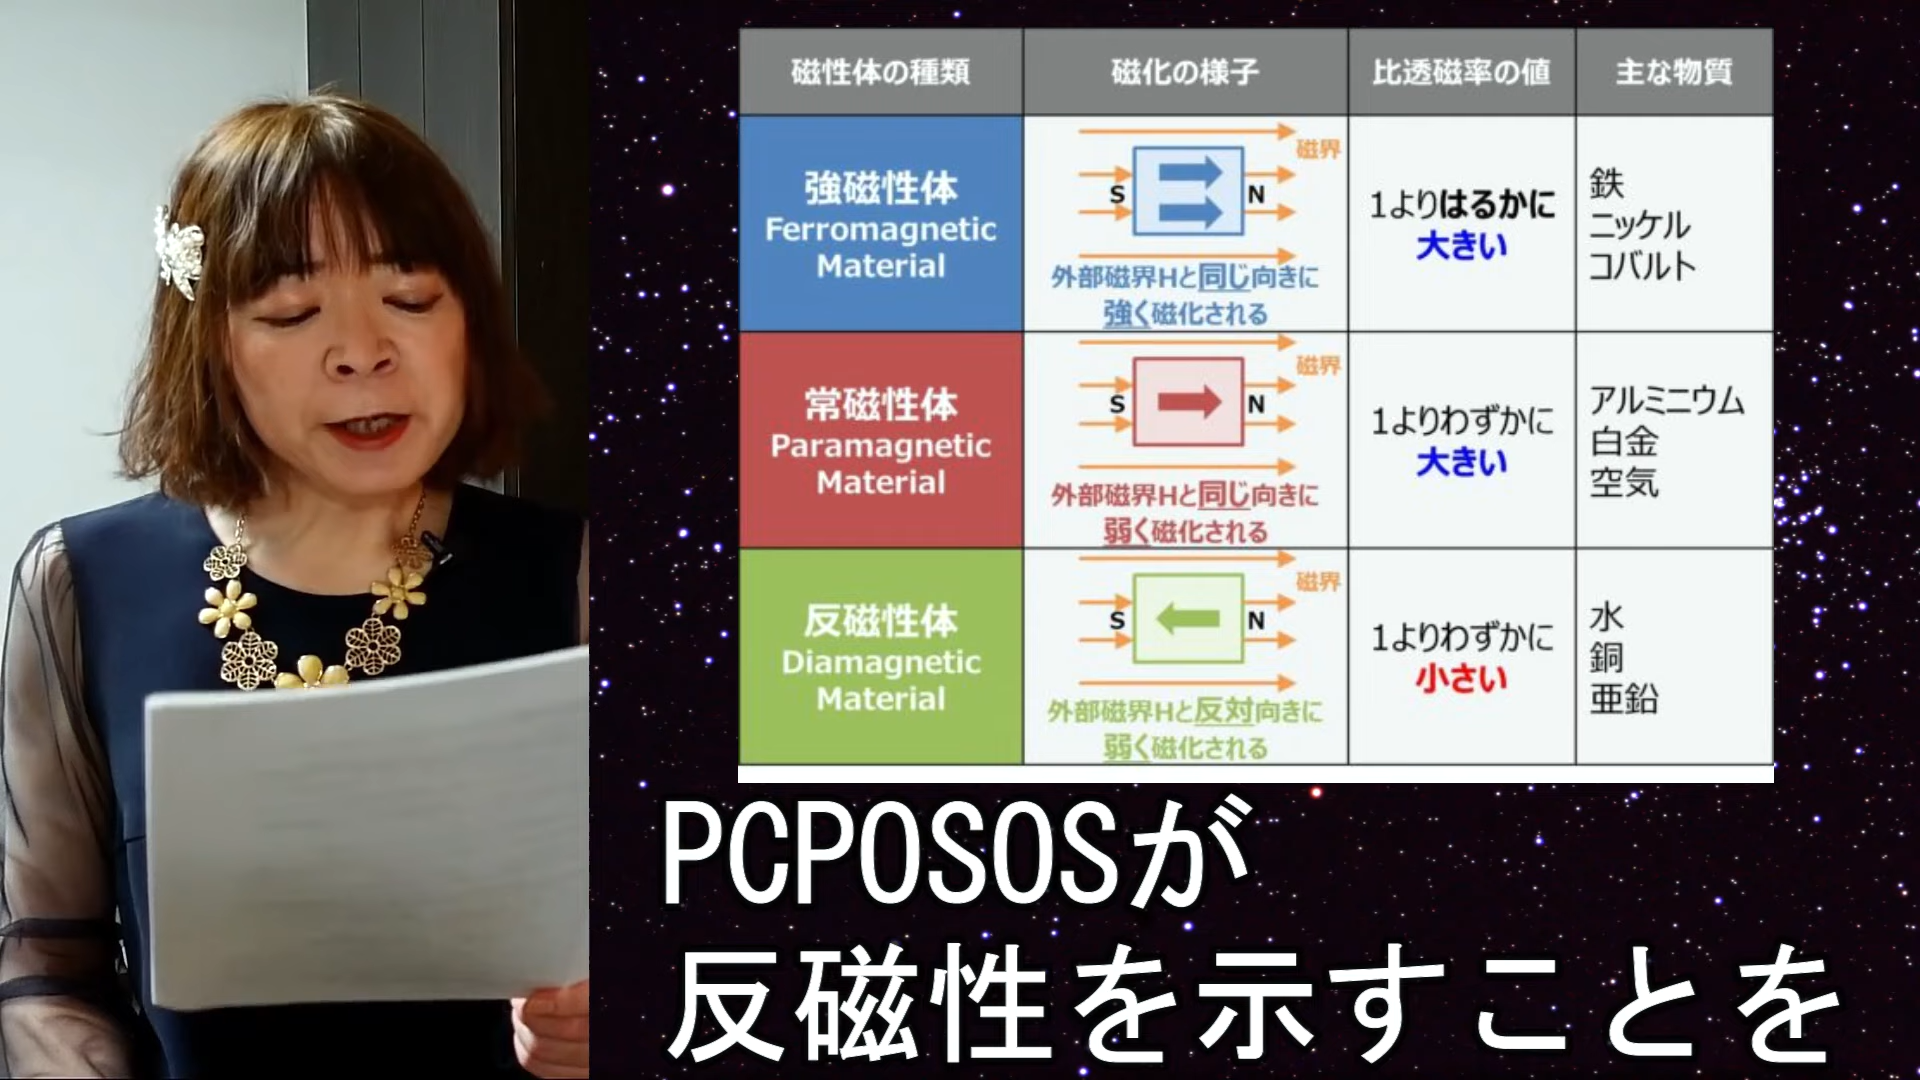 磁性体の種類
磁化の様子
比透磁率の値
主な物質
強磁性体
Ferromagnetic
Material
磁界
S
N
外部磁界Hと同じ向きに
強く磁化される
1よりはるかに
大きい
鉄
ニッケル
コバルト
常磁性体
Paramagnetic
Material
磁界
S
N
外部磁界Hと同じ向きに
弱く磁化される
1よりわずかに
大きい
アルミニウム
白金
空気
反磁性体
Diamagnetic
Material
磁界
S
N
外部磁界Hと反対向きに
弱く磁化される
1よりわずかに
小さい
水
銅
亜鉛
PCPOSOSが
反磁性を示すことを